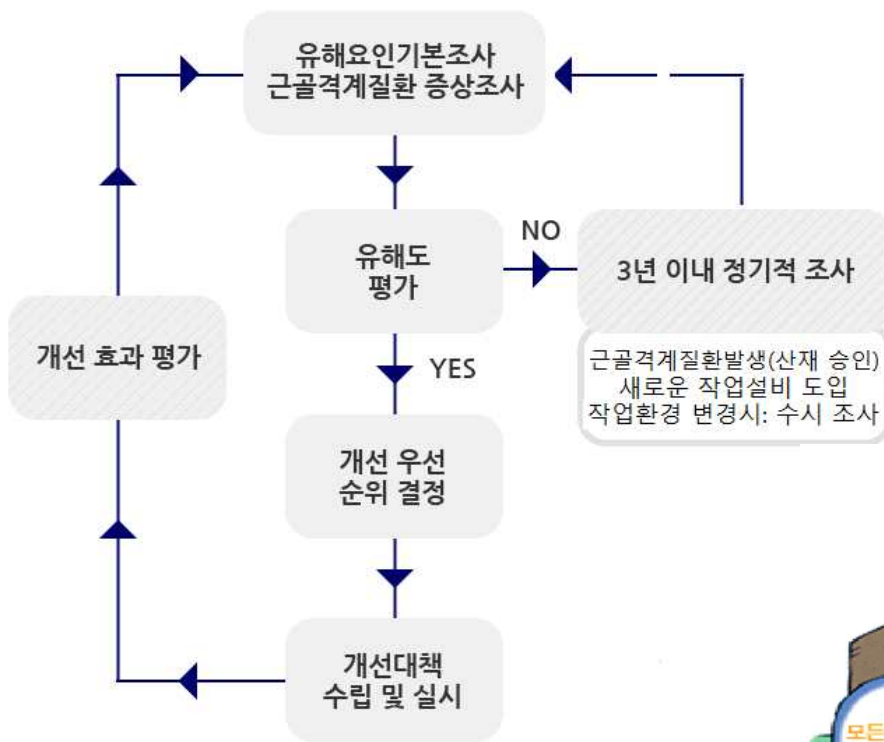 유해요인기본조사
근골격계질환 증상조사
유해도
평가
NO
3년 이내 정기적 조사
근골격계질환발생(산재 승인)
새로운 작업설비 도입
작업환경 변경시: 수시 조사
개선 효과 평가
YES
개선 우선
순위 결정
개선대책
수립 및 실시
모든